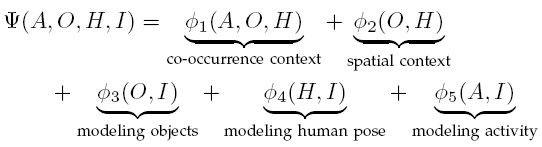 Ψ(A, O, H, I) = ϕ₁(A, O, H) + ϕ₂(O, H)
co-occurrence context spatial context
+ ϕ₃(O, I) + ϕ₄(H, I) + ϕ₅(A, I)
modeling objects modeling human pose modeling activity